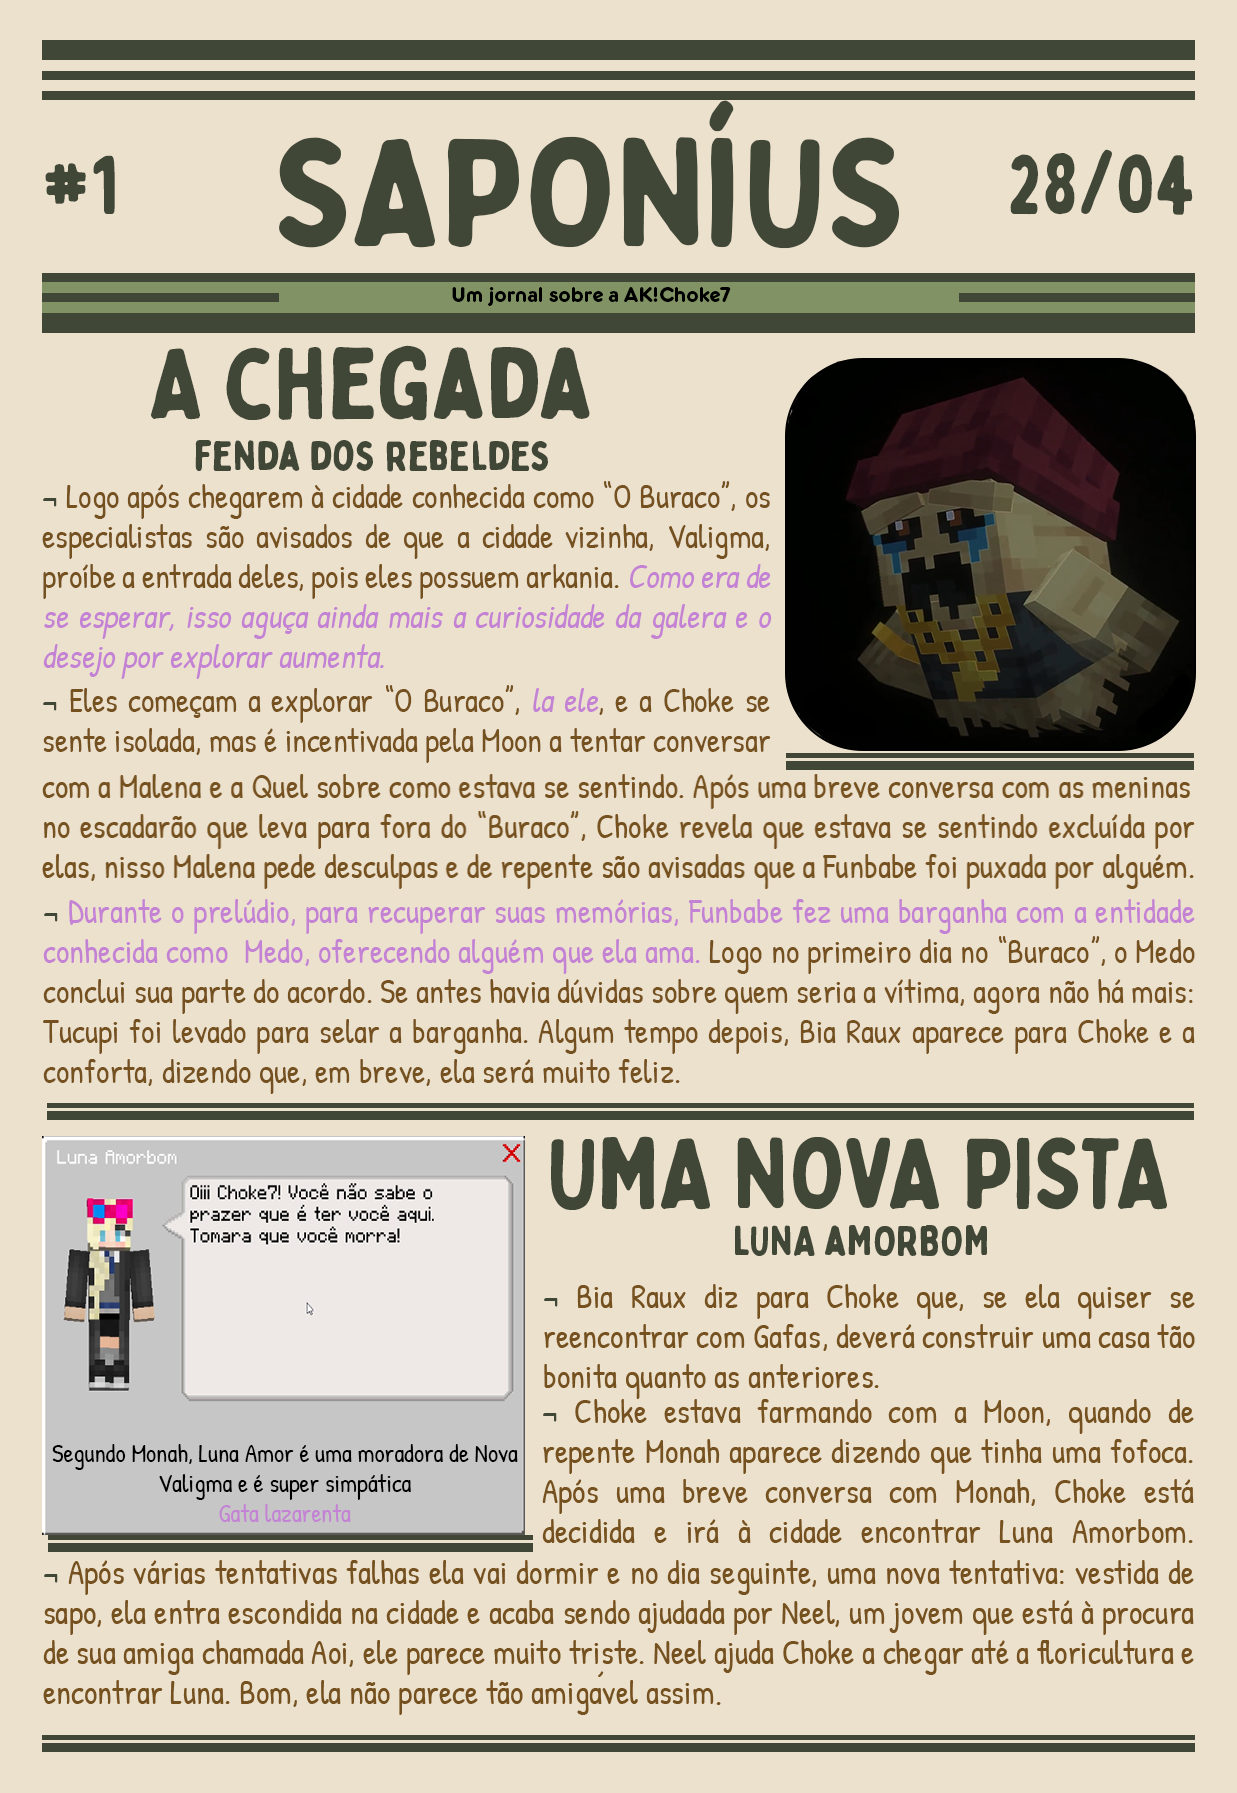 #1
SAPONÍUS
28/04
Um jornal sobre a AK!Choke7
A CHEGADA
FENDA DOS REBELDES
¬ Logo após chegarem à cidade conhecida como “O Buraco”, os
especialistas são avisados de que a cidade vizinha, Valigma,
proíbe a entrada deles, pois eles possuem arkania. Como era de
se esperar, isso aguça ainda mais a curiosidade da galera e o
desejo por explorar aumenta.
¬ Eles começam a explorar “O Buraco”, la ele, e a Choke se
sente isolada, mas é incentivada pela Moon a tentar conversar
com a Malena e a Quel sobre como estava se sentindo. Após uma breve conversa com as meninas
no escadarão que leva para fora do “Buraco”, Choke revela que estava se sentindo excluída por
elas, nisso Malena pede desculpas e de repente são avisadas que a Funbabe foi puxada por alguém.
¬ Durante o prelúdio, para recuperar suas memórias, Funbabe fez uma barganha com a entidade
conhecida como Medo, oferecendo alguém que ela ama. Logo no primeiro dia no “Buraco”, o Medo
conclui sua parte do acordo. Se antes havia dúvidas sobre quem seria a vítima, agora não há mais:
Tucupi foi levado para selar a barganha. Algum tempo depois, Bia Raux aparece para Choke e a
conforta, dizendo que, em breve, ela será muito feliz.
Luna Amorbom
Oiii Choke7! Você não sabe o
prazer que é ter você aqui.
Tomara que você morra!
Segundo Monah, Luna Amor é uma moradora de Nova
Valigma e é super simpática
Gata lazarenta
UMA NOVA PISTA
LUNA AMORBOM
¬ Bia Raux diz para Choke que, se ela quiser se
reencontrar com Gafas, deverá construir uma casa tão
bonita quanto as anteriores.
¬ Choke estava farmando com a Moon, quando de
repente Monah aparece dizendo que tinha uma fofoca.
Após uma breve conversa com Monah, Choke está
decidida e irá à cidade encontrar Luna Amorbom.
¬ Após várias tentativas falhas ela vai dormir e no dia seguinte, uma nova tentativa: vestida de
sapo, ela entra escondida na cidade e acaba sendo ajudada por Neel, um jovem que está à procura
de sua amiga chamada Aoi, ele parece muito triste. Neel ajuda Choke a chegar até a floricultura e
encontrar Luna. Bom, ela não parece tão amigável assim.